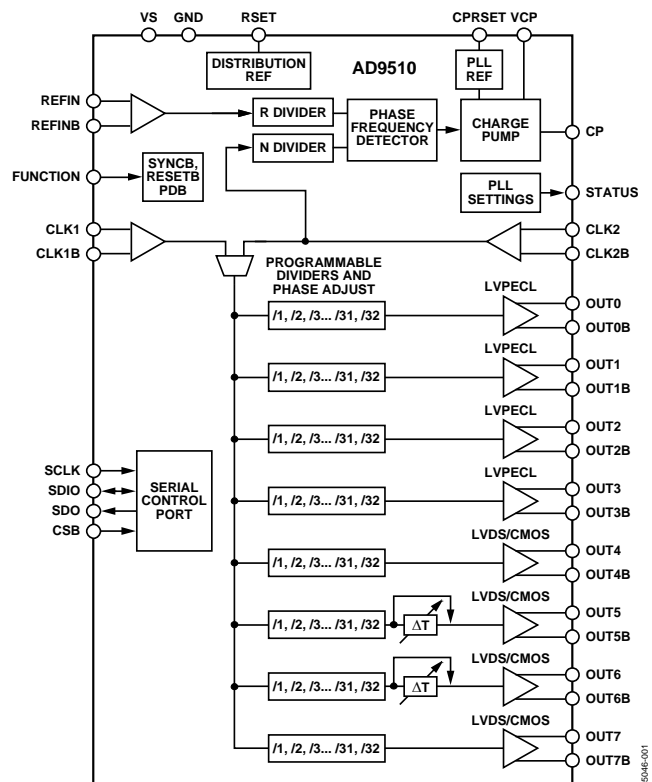 VS GND RSET CPRSET VCP
DISTRIBUTION
REF
AD9510
PLL
REF
REFIN
REFINB
R DIVIDER
N DIVIDER
PHASE
FREQUENCY
DETECTOR
CHARGE
PUMP
CP
FUNCTION
SYNCB,
RESETB
PDB
PLL
SETTINGS
STATUS
CLK1
CLK1B
CLK2
CLK2B
PROGRAMMABLE
DIVIDERS AND
PHASE ADJUST
LVPECL
/1, /2, /3... /31, /32
OUT0
OUT0B
LVPECL
/1, /2, /3... /31, /32
OUT1
OUT1B
LVPECL
/1, /2, /3... /31, /32
OUT2
OUT2B
SCLK
SDIO
SDO
CSB
SERIAL
CONTROL
PORT
LVPECL
/1, /2, /3... /31, /32
OUT3
OUT3B
LVDS/CMOS
/1, /2, /3... /31, /32
OUT4
OUT4B
LVDS/CMOS
/1, /2, /3... /31, /32
ΔT
OUT5
OUT5B
LVDS/CMOS
/1, /2, /3... /31, /32
ΔT
OUT6
OUT6B
LVDS/CMOS
/1, /2, /3... /31, /32
OUT7
OUT7B
5046-001